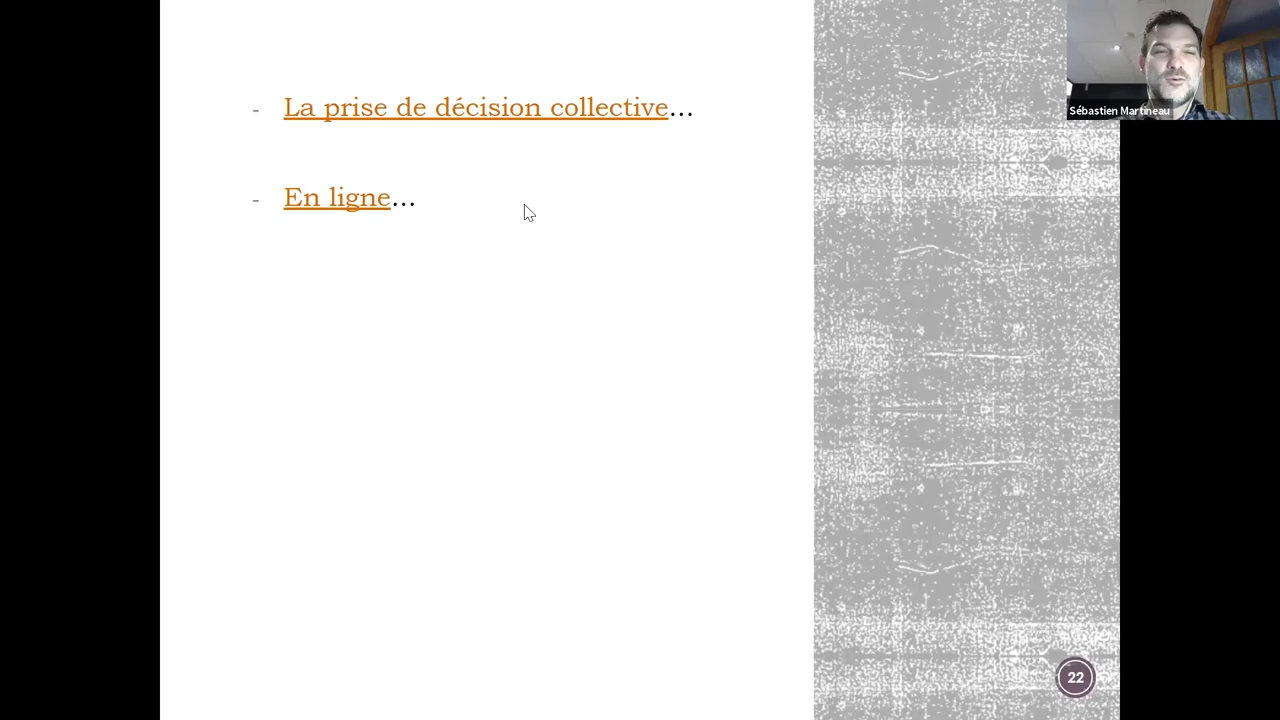 - La prise de décision collective...
- En ligne...
Sébastien Martineau
22